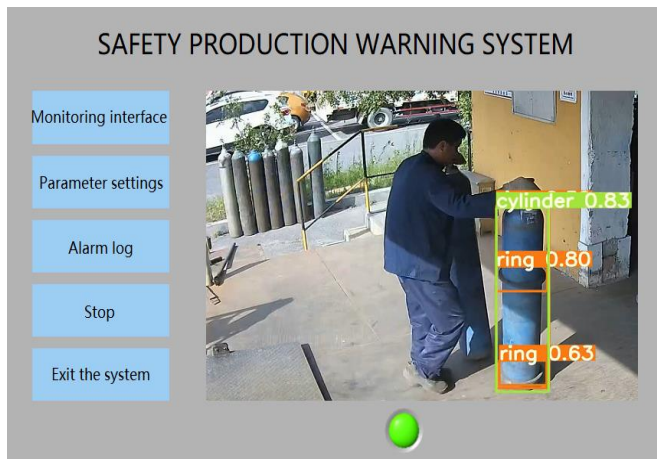 SAFETY PRODUCTION WARNING SYSTEM
Monitoring interface
Parameter settings
Alarm log
Stop
Exit the system
cylinder 0.83
ring 0.80
ring 0.63